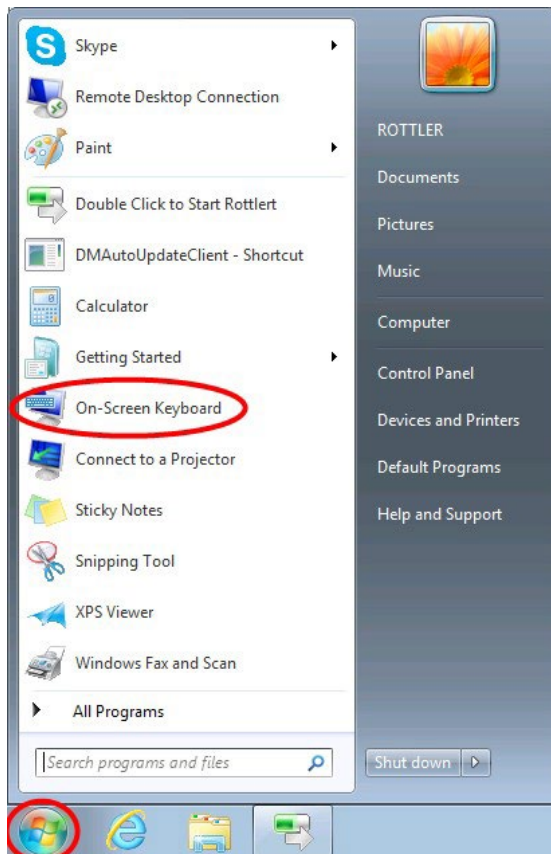 Skype
Remote Desktop Connection
Paint
Double Click to Start Rottlert
DMAutoUpdateClient - Shortcut
Calculator
Getting Started
On-Screen Keyboard
Connect to a Projector
Sticky Notes
Snipping Tool
XPS Viewer
Windows Fax and Scan
All Programs
Search programs and files
ROTTLER
Documents
Pictures
Music
Computer
Control Panel
Devices and Printers
Default Programs
Help and Support
Shut down